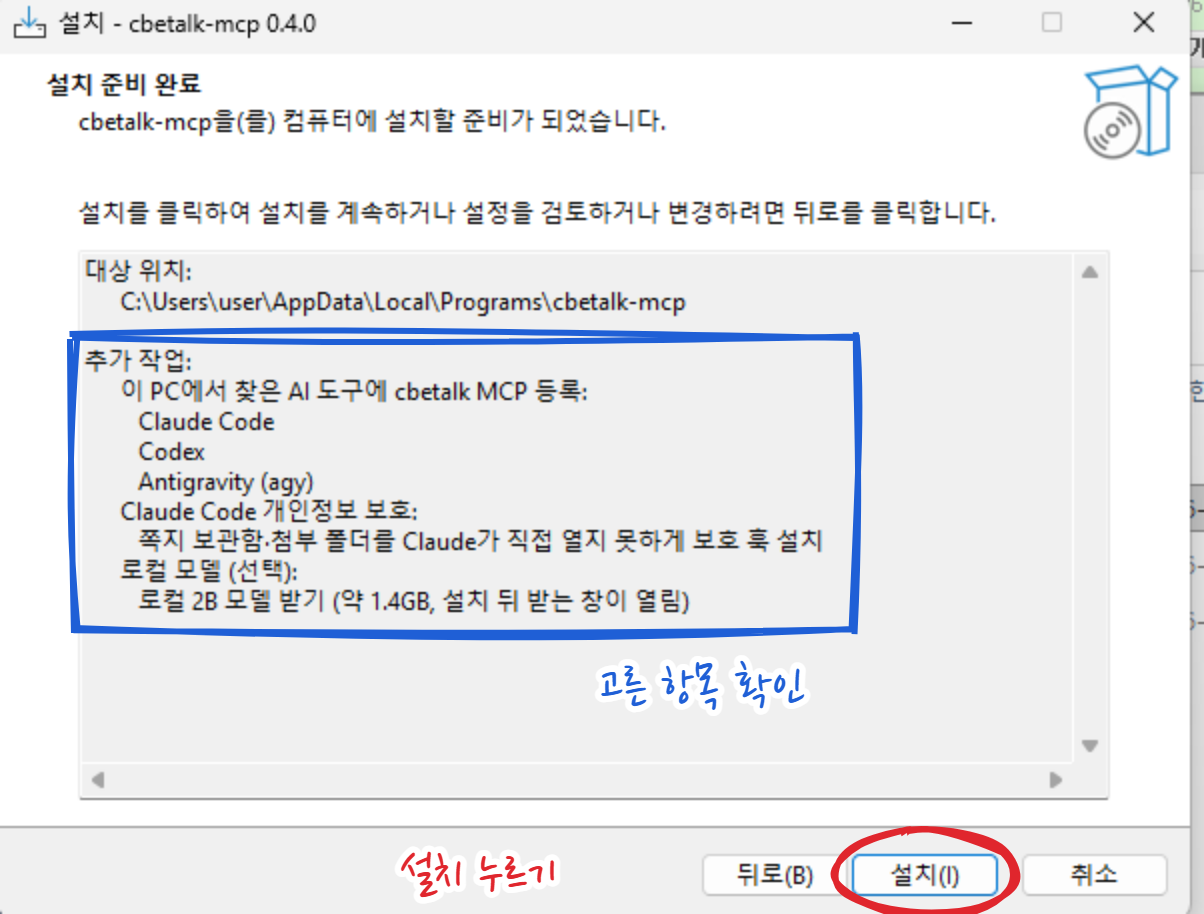 설치 - cbetalk-mcp 0.4.0
설치 준비 완료
cbetalk-mcp을(를) 컴퓨터에 설치할 준비가 되었습니다.
설치를 클릭하여 설치를 계속하거나 설정을 검토하거나 변경하려면 뒤로를 클릭합니다.
대상 위치:
C:\Users\user\AppData\Local\Programs\cbetalk-mcp
추가 작업:
이 PC에서 찾은 AI 도구에 cbetalk MCP 등록:
Claude Code
Codex
Antigravity (agy)
Claude Code 개인정보 보호:
쪽지 보관함·첨부 폴더를 Claude가 직접 열지 못하게 보호 훅 설치
로컬 모델 (선택):
로컬 2B 모델 받기 (약 1.4GB, 설치 뒤 받는 창이 열림)
고른 항목 확인
설치 누르기
뒤로(B)
설치(I)
취소